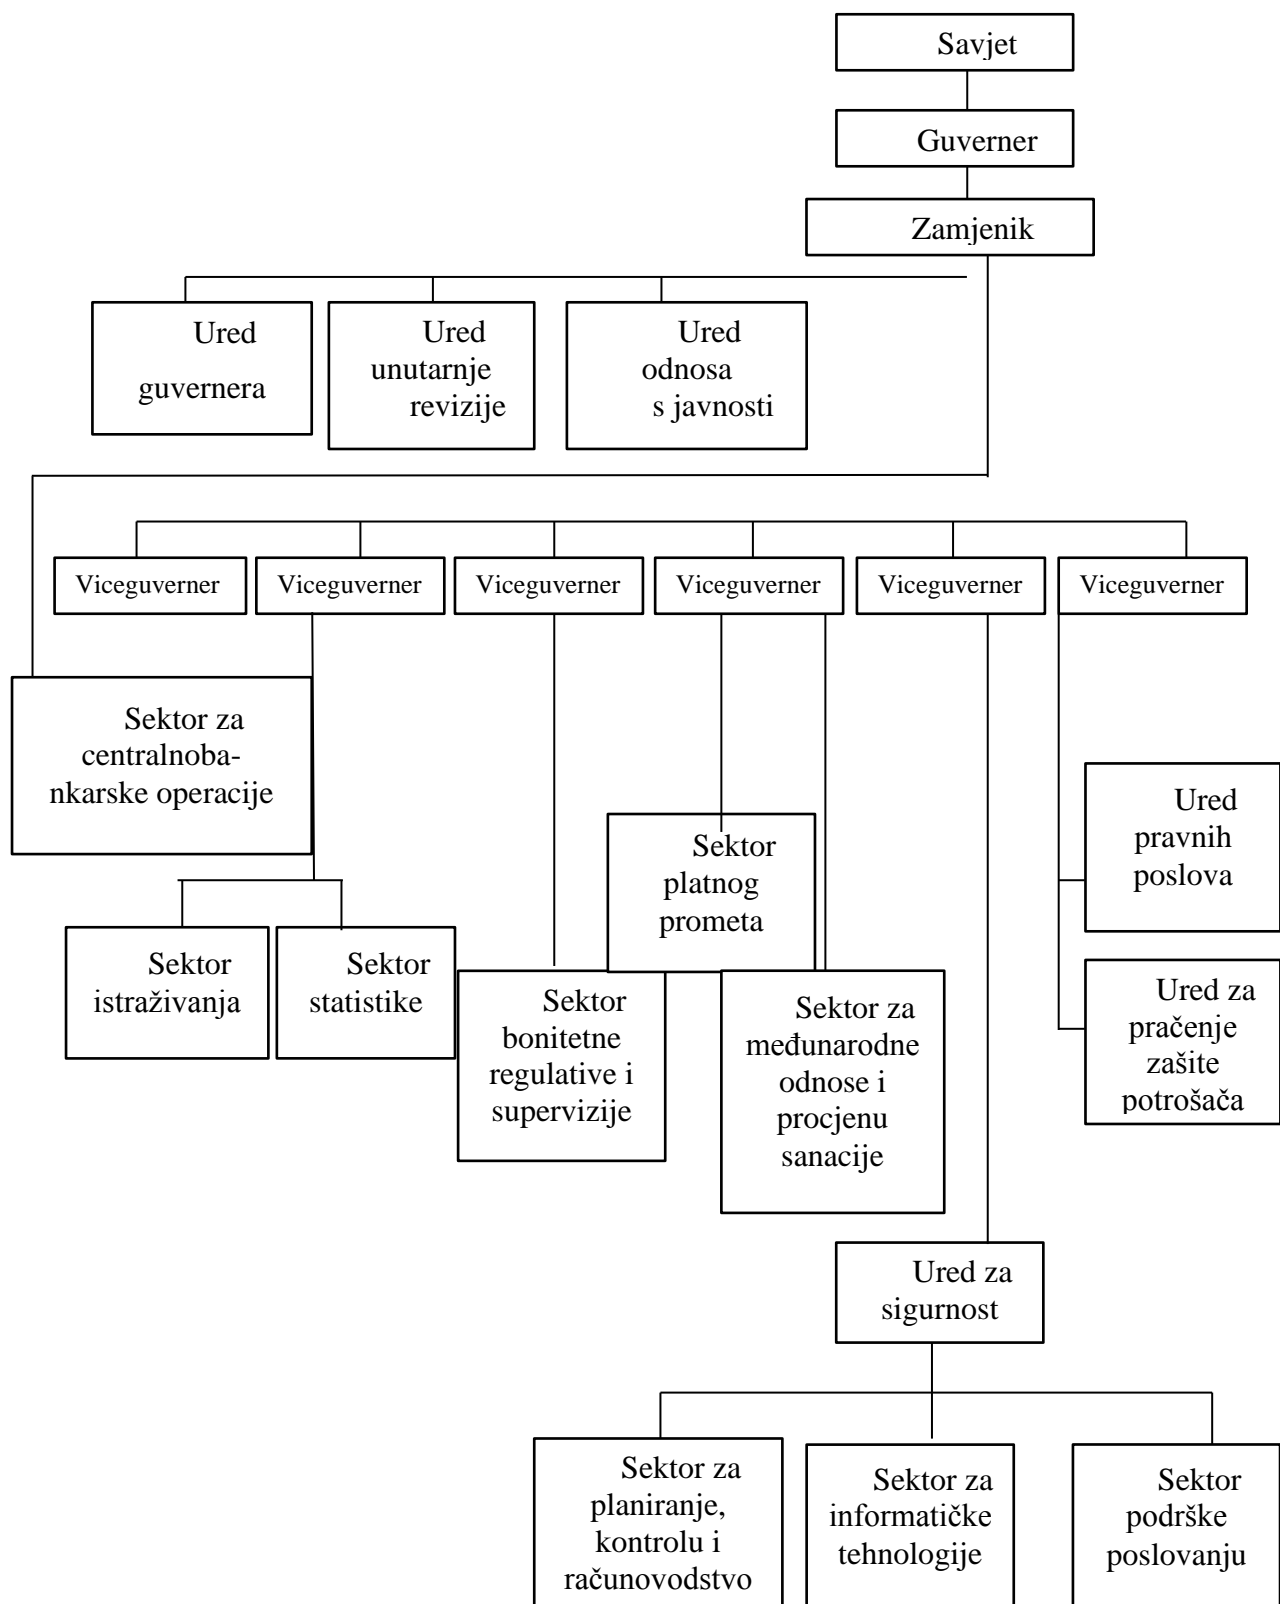 Savjet
Guverner
Zamjenik
Ured
guvernera
Ured
unutarnje
revizije
Ured
odnosa
s javnosti
Viceguverner
Viceguverner
Viceguverner
Viceguverner
Viceguverner
Viceguverner
Sektor za
centralnoba-
nkarske operacije
Sektor
istraživanja
Sektor
statistike
Sektor
bonitetne
regulative i
supervizije
Sektor
platnog
prometa
Sektor za
međunarodne
odnose i
procjenu
sanacije
Ured
pravnih
poslova
Ured za
pračenje
zašite
potrošača
Ured za
sigurnost
Sektor za
planiranje,
kontrolu i
računovodstvo
Sektor za
informatičke
tehnologije
Sektor
podrške
poslovanju